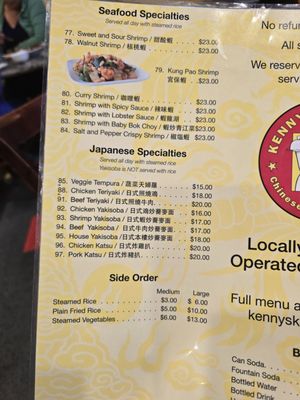 Seafood Specialties
Served all day with steamed rice
77. Sweet and Sour Shrimp / 甜酸蝦 $23.00
78. Walnut Shrimp / 核桃蝦 $23.00
79. Kung Pao Shrimp
宮保蝦 $23.00
80. Curry Shrimp / 咖喱蝦 $23.00
81. Shrimp with Spicy Sauce / 辣味蝦 $23.00
82. Shrimp with Lobster Sauce / 蝦龍湖 $23.00
83. Shrimp with Baby Bok Choy / 蝦炒青江菜 $23.00
84. Salt and Pepper Crispy Shrimp / 椒塩蝦 $23.00
Japanese Specialties
Served all day with steamed rice
Yakisoba is NOT served with rice
85. Veggie Tempura / 蔬菜天婦羅 $15.00
88. Chicken Teriyaki / 日式照燒鷄 $18.00
91. Beef Teriyaki / 日式照燒牛肉 $20.00
92. Chicken Yakisoba / 日式鷄炒蕎麥面 $16.00
93. Shrimp Yakisoba / 日式蝦炒蕎麥面 $17.00
94. Beef Yakisoba / 日式牛肉炒蕎麥面 $17.00
95. House Yakisoba / 日式本樓炒蕎麥面 $18.00
96. Chicken Katsu / 日式炸鷄扒 $20.00
97. Pork Katsu / 日式炸豬扒 $20.00
Side Order
Medium Large
Steamed Rice $3.00 $ 6.00
Plain Fried Rice $5.00 $10.00
Steamed Vegetables $6.00 $13.00
No refu
All s
We reserv
se
KENNY
Chinese
Locally
Operate
Full menu a
kennysk
B
Can Soda
Fountain Soda
Bottled Water
Bottled Drink